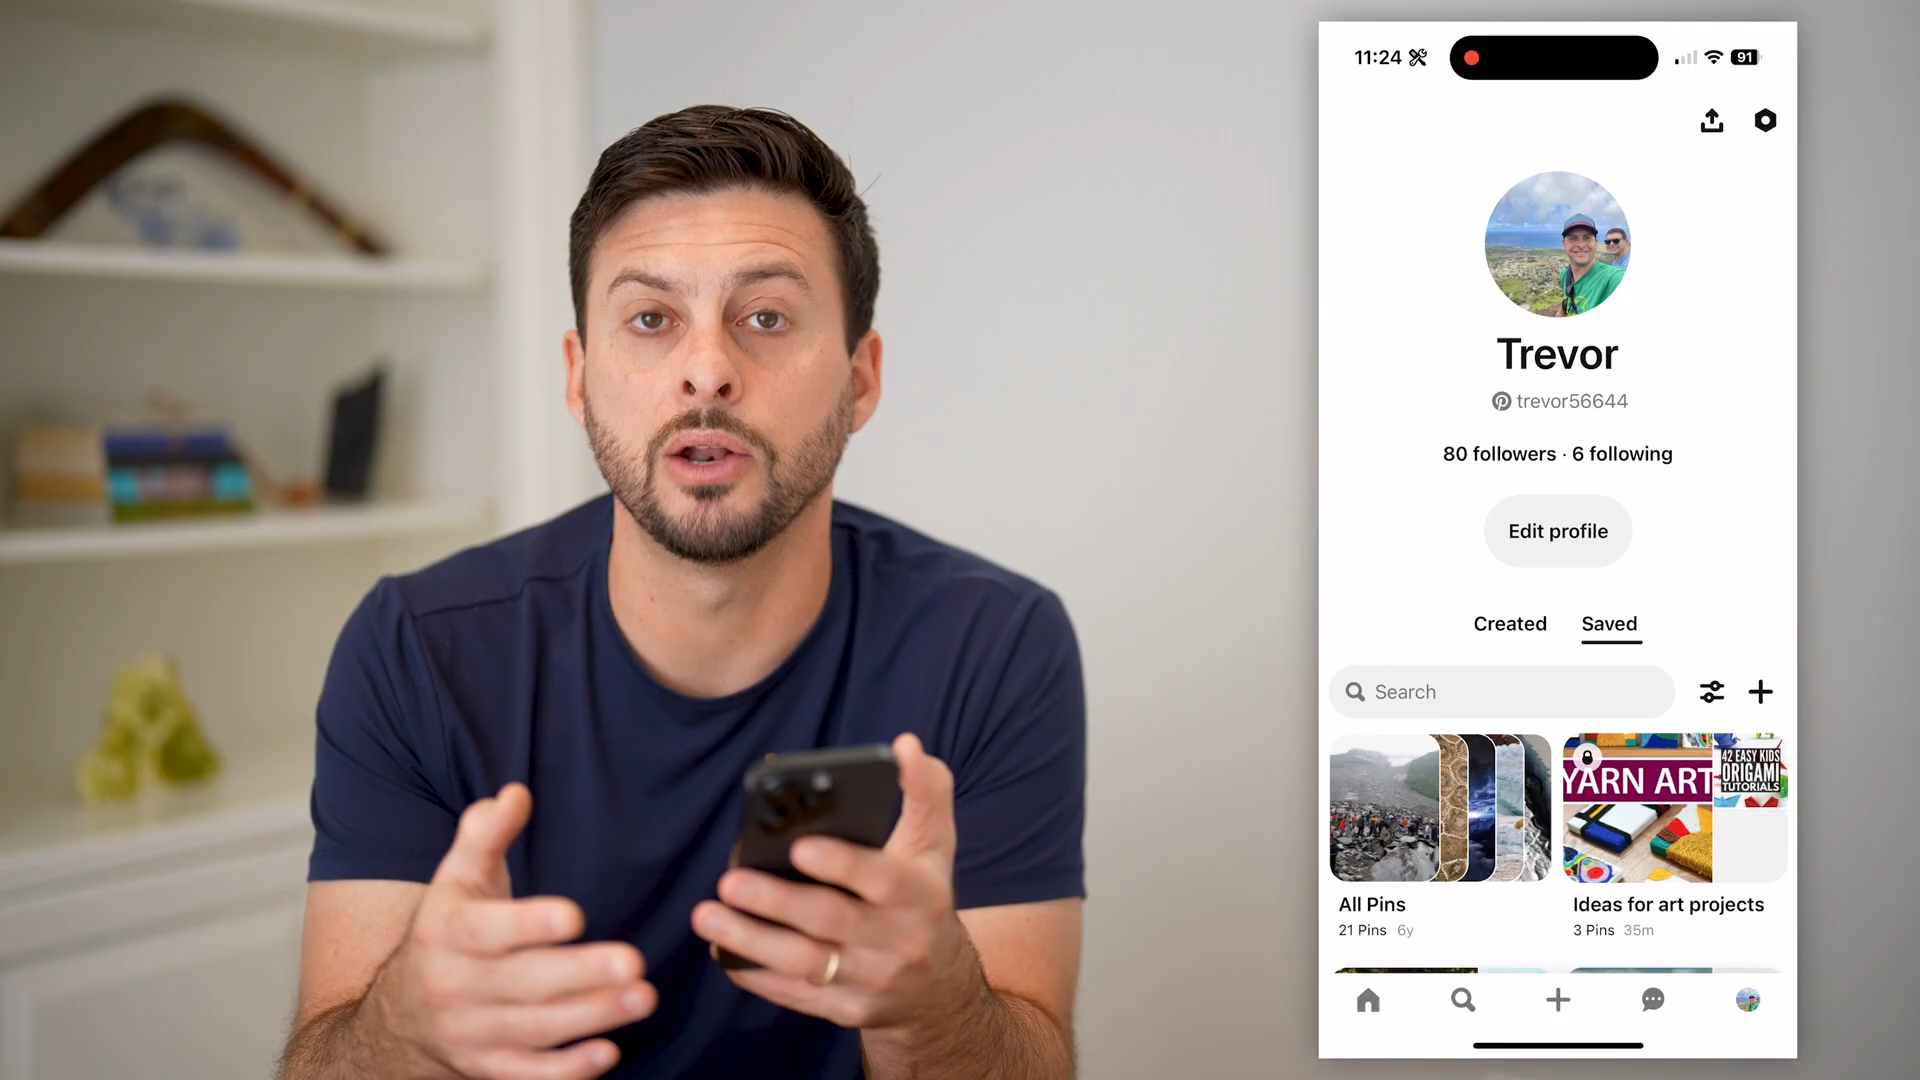 11:24
91
Trevor
trevor56644
80 followers · 6 following
Edit profile
Created Saved
Search
YARN ART
42 EASY KIDS
ORIGAMI
TUTORIALS
All Pins
21 Pins 6y
Ideas for art projects
3 Pins 35m